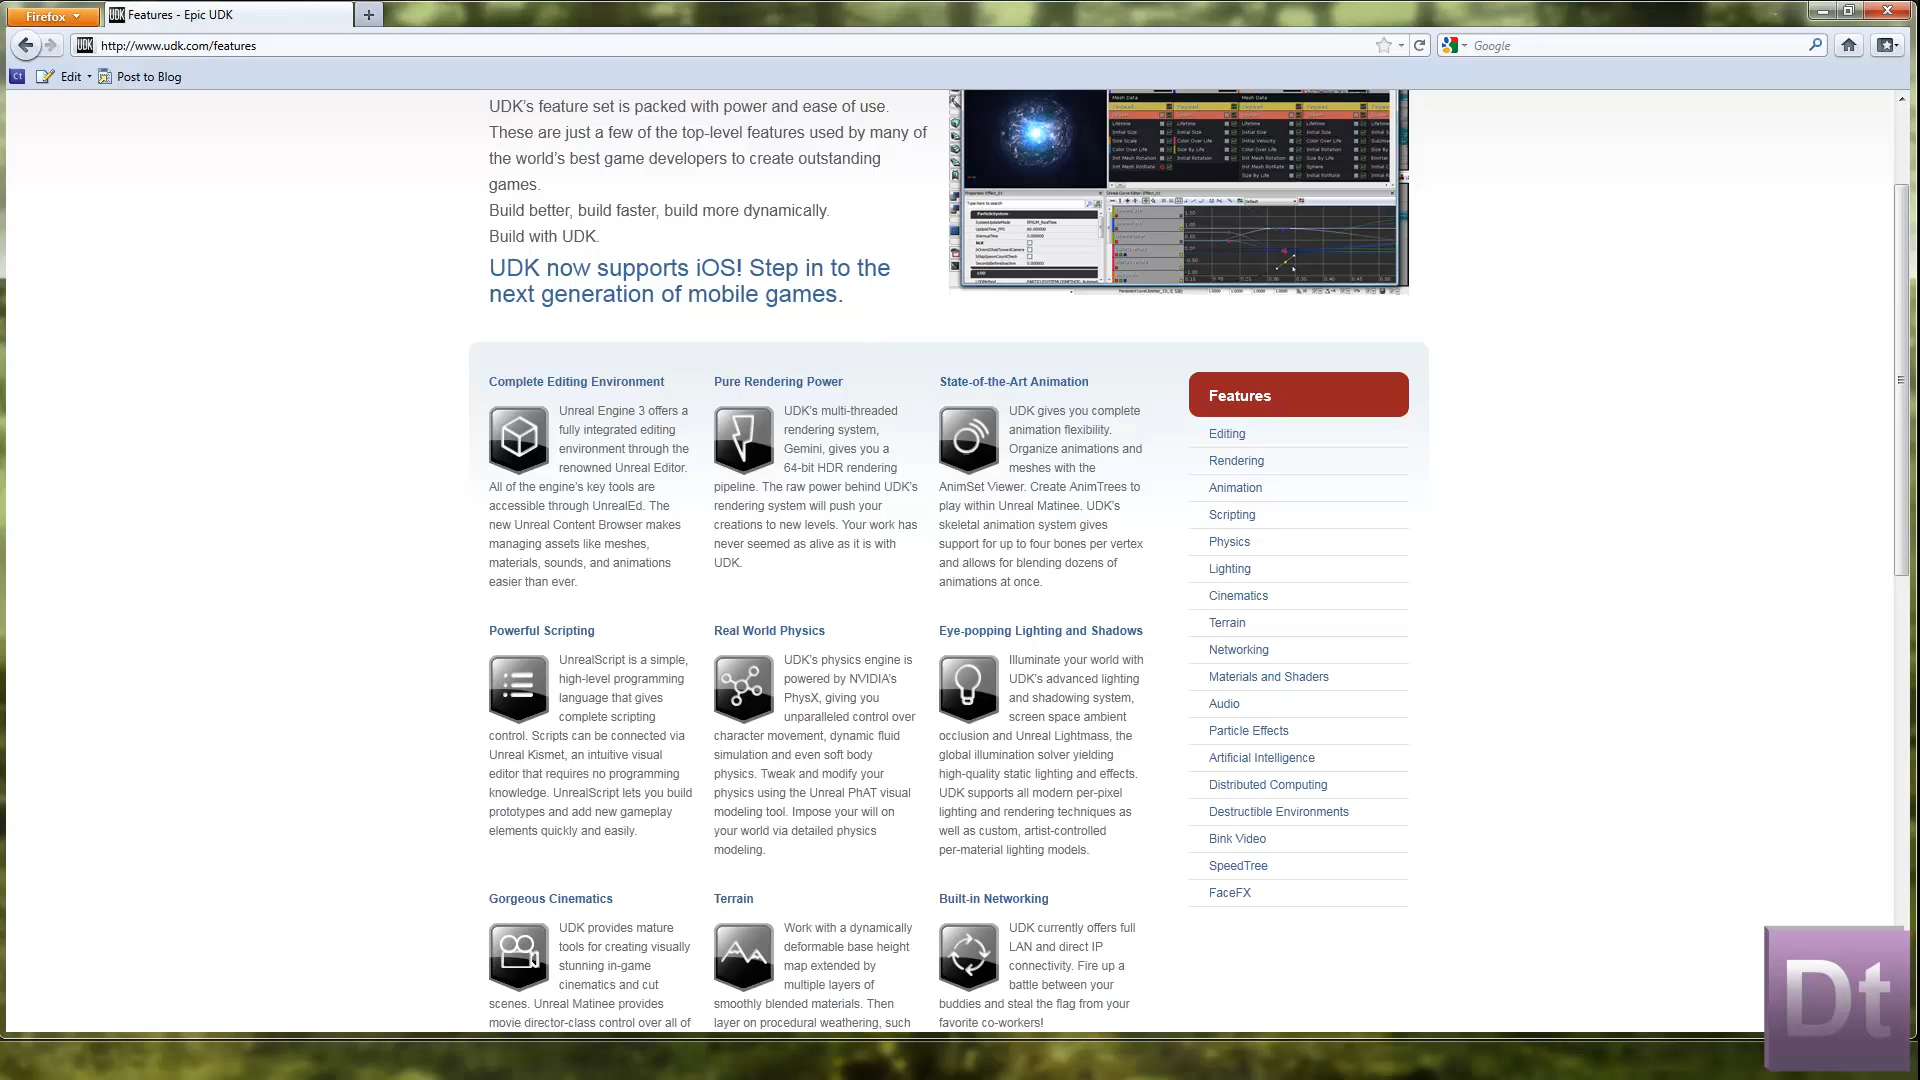 Firefox
UDK
Features - Epic UDK
UDK
http://www.udk.com/features
Google
Ct
Edit
Post to Blog
UDK’s feature set is packed with power and ease of use.
These are just a few of the top-level features used by many of
the world’s best game developers to create outstanding
games.
Build better, build faster, build more dynamically.
Build with UDK.
UDK now supports iOS! Step in to the
next generation of mobile games.
Complete Editing Environment
Unreal Engine 3 offers a
fully integrated editing
environment through the
renowned Unreal Editor.
All of the engine’s key tools are
accessible through UnrealEd. The
new Unreal Content Browser makes
managing assets like meshes,
materials, sounds, and animations
easier than ever.
Pure Rendering Power
UDK’s multi-threaded
rendering system,
Gemini, gives you a
64-bit HDR rendering
pipeline. The raw power behind UDK’s
rendering system will push your
creations to new levels. Your work has
never seemed as alive as it is with
UDK.
State-of-the-Art Animation
UDK gives you complete
animation flexibility.
Organize animations and
meshes with the
AnimSet Viewer. Create AnimTrees to
play within Unreal Matinee. UDK’s
skeletal animation system gives
support for up to four bones per vertex
and allows for blending dozens of
animations at once.
Powerful Scripting
UnrealScript is a simple,
high-level programming
language that gives
complete scripting
control. Scripts can be connected via
Unreal Kismet, an intuitive visual
editor that requires no programming
knowledge. UnrealScript lets you build
prototypes and add new gameplay
elements quickly and easily.
Real World Physics
UDK’s physics engine is
powered by NVIDIA’s
PhysX, giving you
unparalleled control over
character movement, dynamic fluid
simulation and even soft body
physics. Tweak and modify your
physics using the Unreal PhAT visual
modeling tool. Impose your will on
your world via detailed physics
modeling.
Eye-popping Lighting and Shadows
Illuminate your world with
UDK’s advanced lighting
and shadowing system,
screen space ambient
occlusion and Unreal Lightmass, the
global illumination solver yielding
high-quality static lighting and effects.
UDK supports all modern per-pixel
lighting and rendering techniques as
well as custom, artist-controlled
per-material lighting models.
Gorgeous Cinematics
UDK provides mature
tools for creating visually
stunning in-game
cinematics and cut
scenes. Unreal Matinee provides
movie director-class control over all of
Terrain
Work with a dynamically
deformable base height
map extended by
multiple layers of
smoothly blended materials. Then
layer on procedural weathering, such
Built-in Networking
UDK currently offers full
LAN and direct IP
connectivity. Fire up a
battle between your
buddies and steal the flag from your
favorite co-workers!
Features
Editing
Rendering
Animation
Scripting
Physics
Lighting
Cinematics
Terrain
Networking
Materials and Shaders
Audio
Particle Effects
Artificial Intelligence
Distributed Computing
Destructible Environments
Bink Video
SpeedTree
FaceFX
Dt